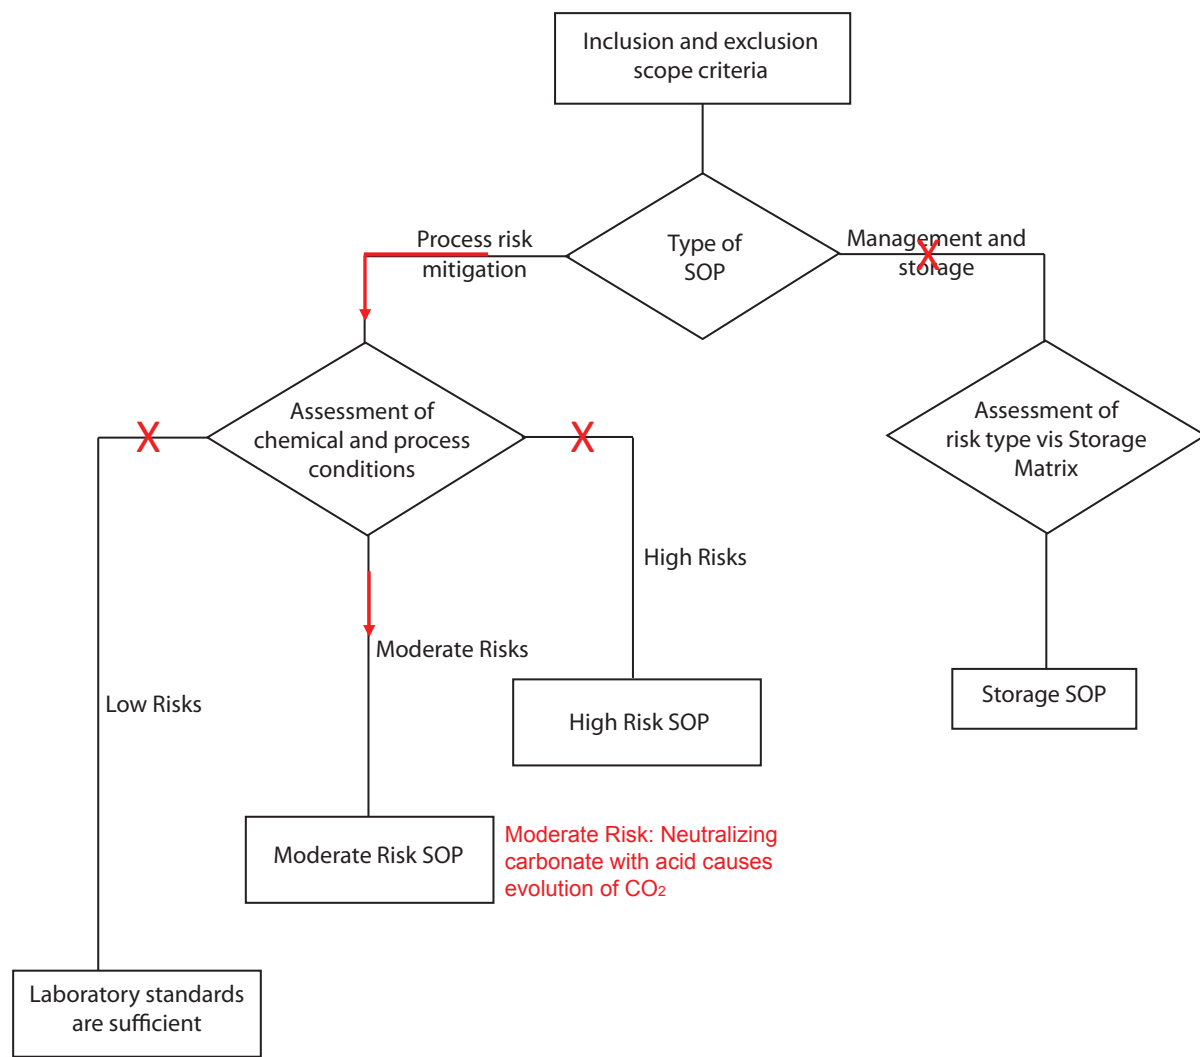 Inclusion and exclusion
scope criteria
Process risk
mitigation
Type of
SOP
Management and
storage
X
X
Assessment of
chemical and process
conditions
X
Assessment of
risk type vis Storage
Matrix
High Risks
Moderate Risks
Low Risks
High Risk SOP
Storage SOP
Moderate Risk SOP
Moderate Risk: Neutralizing
carbonate with acid causes
evolution of CO₂
Laboratory standards
are sufficient